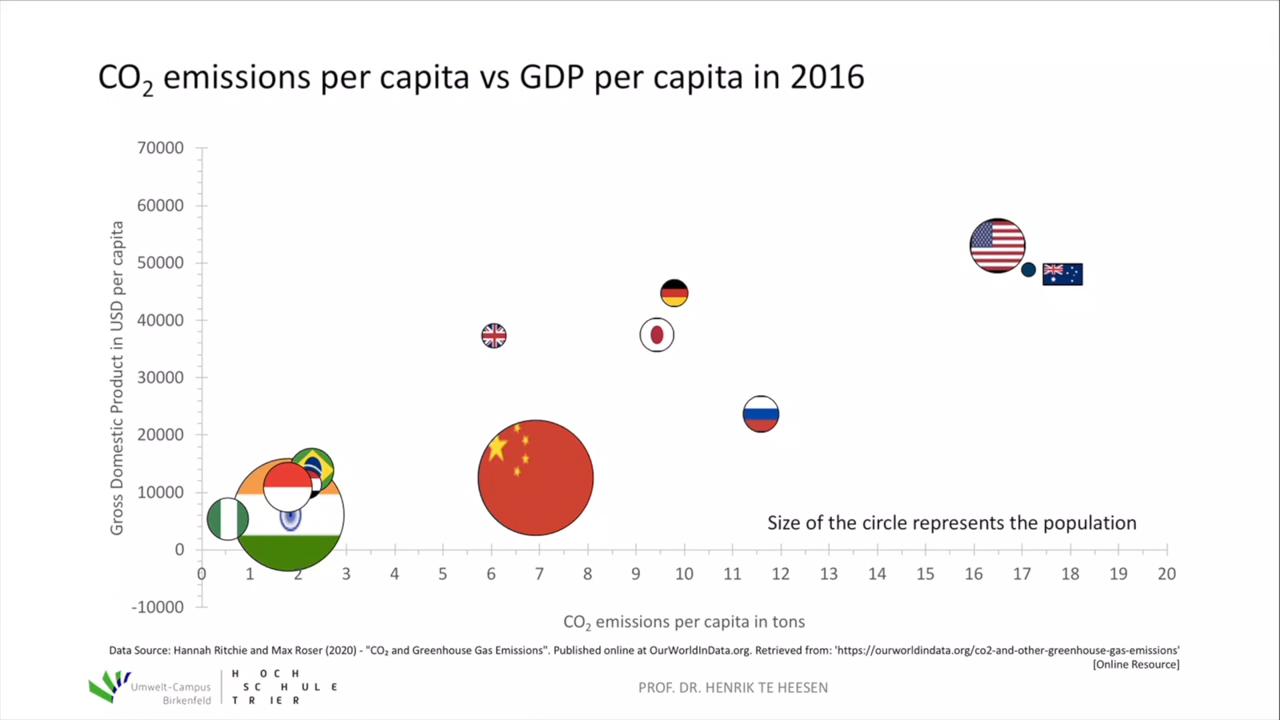 CO₂ emissions per capita vs GDP per capita in 2016
70000
60000
50000
40000
30000
20000
10000
0
-10000
Gross Domestic Product in USD per capita
Size of the circle represents the population
0 1 2 3 4 5 6 7 8 9 10 11 12 13 14 15 16 17 18 19 20
CO₂ emissions per capita in tons
Data Source: Hannah Ritchie and Max Roser (2020) - "CO₂ and Greenhouse Gas Emissions". Published online at OurWorldInData.org. Retrieved from: 'https://ourworldindata.org/co2-and-other-greenhouse-gas-emissions'
[Online Resource]
Umwelt-Campus
Birkenfeld
HOCH
SCHULE
TRIER
PROF. DR. HENRIK TE HEESEN